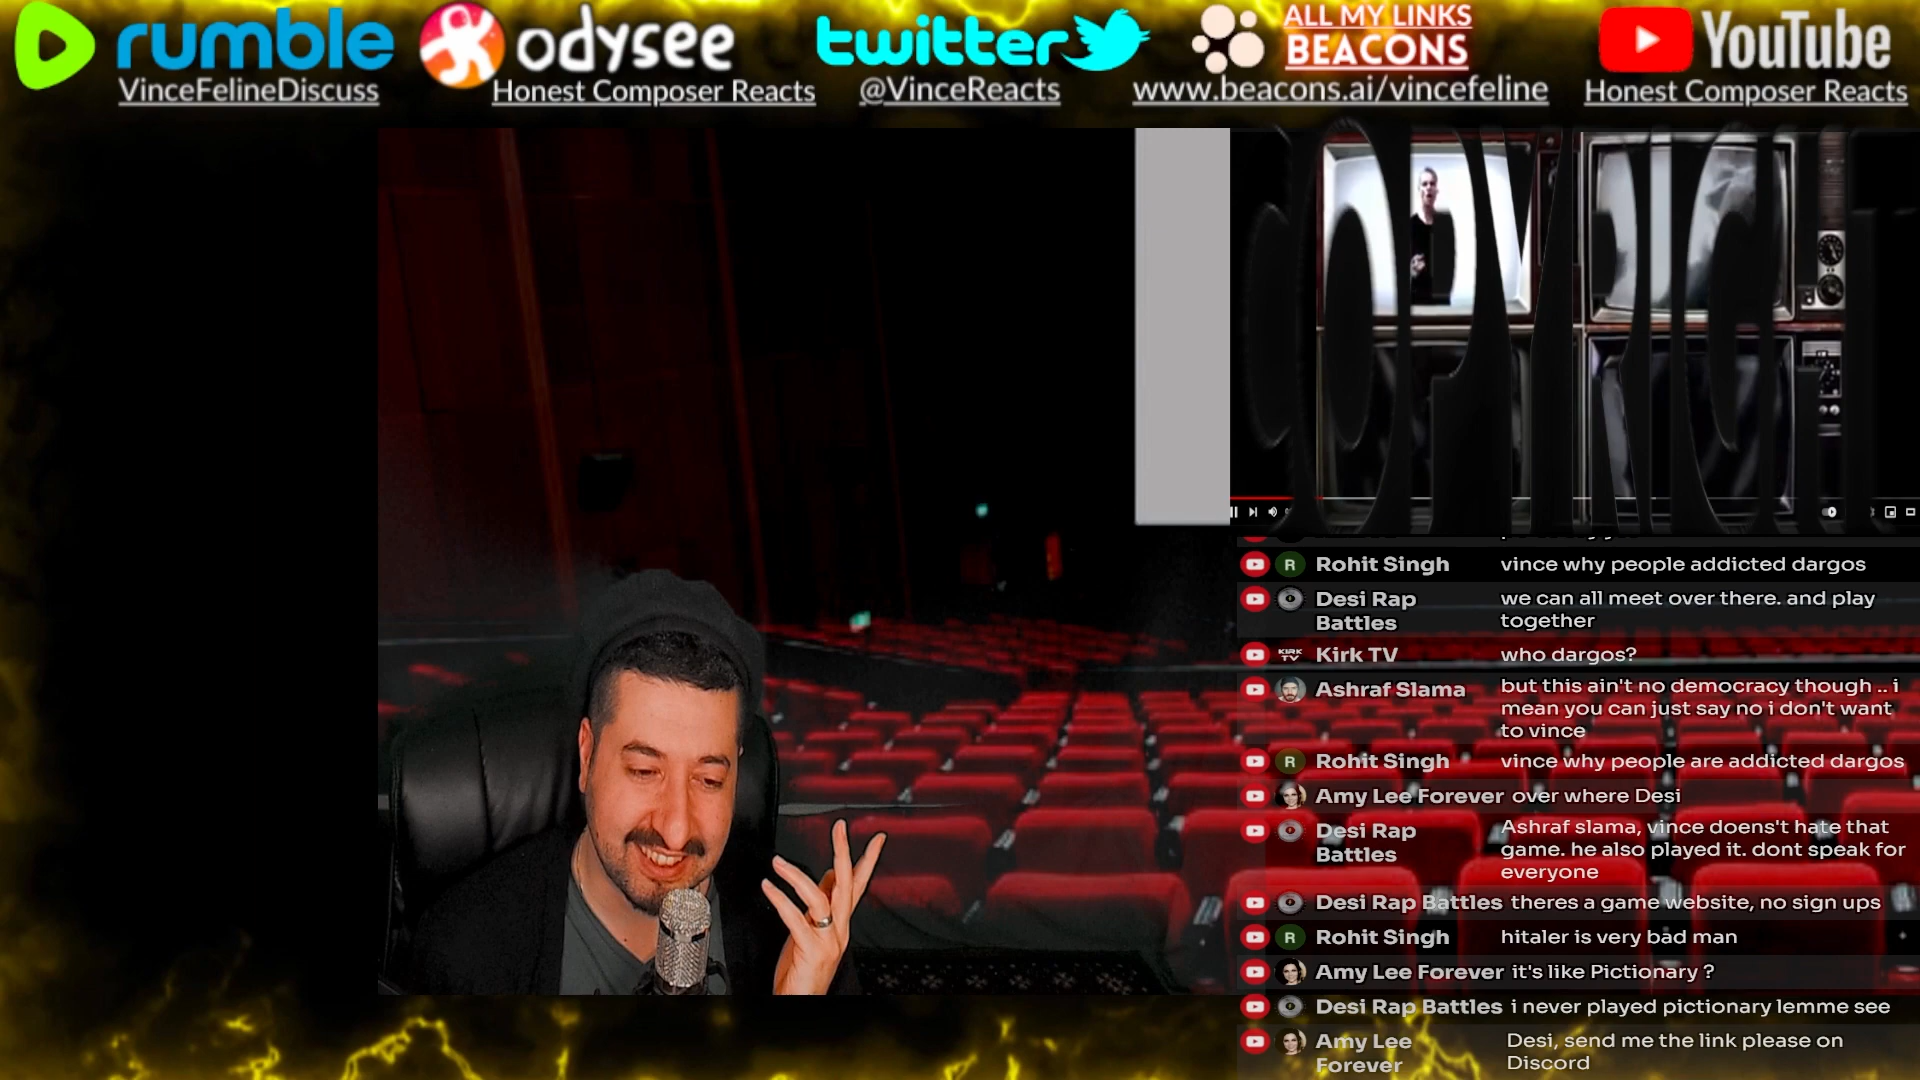 rumble
VinceFelineDiscuss
odysee
Honest Composer Reacts
twitter
@VinceReacts
ALL MY LINKS
BEACONS
www.beacons.ai/vincefeline
YouTube
Honest Composer Reacts
COPYRIGHT
Rohit Singh vince why people addicted dargos
Desi Rap we can all meet over there. and play
Battles together
Kirk TV who dargos?
Ashraf Slama but this ain't no democracy though .. i
mean you can just say no i don't want
to vince
Rohit Singh vince why people are addicted dargos
Amy Lee Forever over where Desi
Desi Rap Ashraf slama, vince doens't hate that
Battles game. he also played it. dont speak for
everyone
Desi Rap Battles theres a game website, no sign ups
Rohit Singh hitaler is very bad man
Amy Lee Forever it's like Pictionary ?
Desi Rap Battles i never played pictionary lemme see
Amy Lee Desi, send me the link please on
Forever Discord